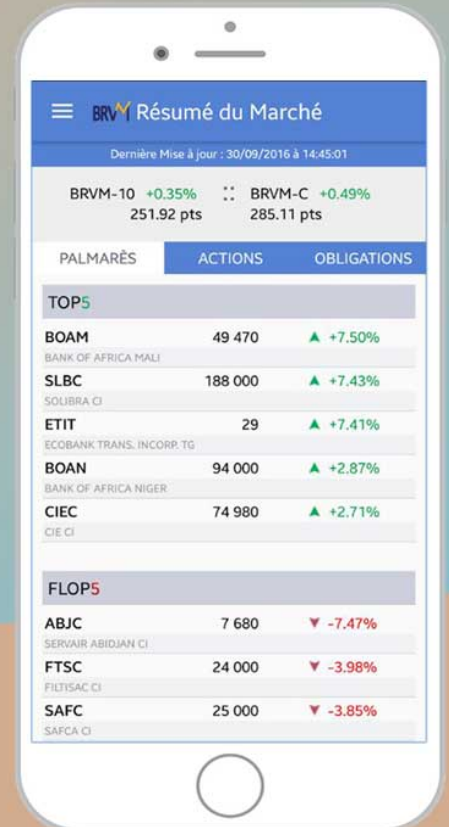 BRVM Résumé du Marché
Dernière Mise à jour : 30/09/2016 à 14:45:01
BRVM-10 +0.35% :: BRVM-C +0.49%
251.92 pts 285.11 pts
PALMARÈS ACTIONS OBLIGATIONS
TOP5
BOAM 49 470 ▲ +7.50%
BANK OF AFRICA MALI
SLBC 188 000 ▲ +7.43%
SOLIBRA CI
ETIT 29 ▲ +7.41%
ECOBANK TRANS. INCORP. TG
BOAN 94 000 ▲ +2.87%
BANK OF AFRICA NIGER
CIEC 74 980 ▲ +2.71%
CIE CI
FLOP5
ABJC 7 680 ▼ -7.47%
SERVAIR ABIDJAN CI
FTSC 24 000 ▼ -3.98%
FILTISAC CI
SAFC 25 000 ▼ -3.85%
SAFCA CI